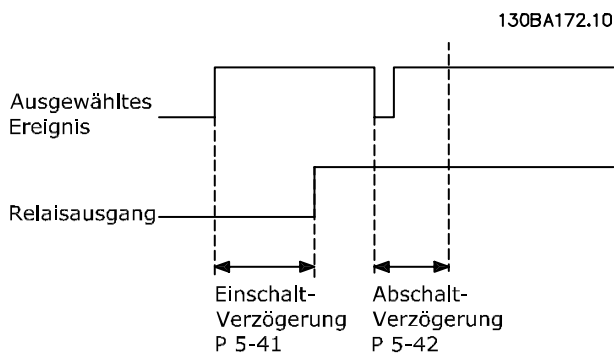 130BA172.10
Ausgewähltes
Ereignis
Relaisausgang
Einschalt-
Verzögerung
P 5-41
Abschalt-
Verzögerung
P 5-42